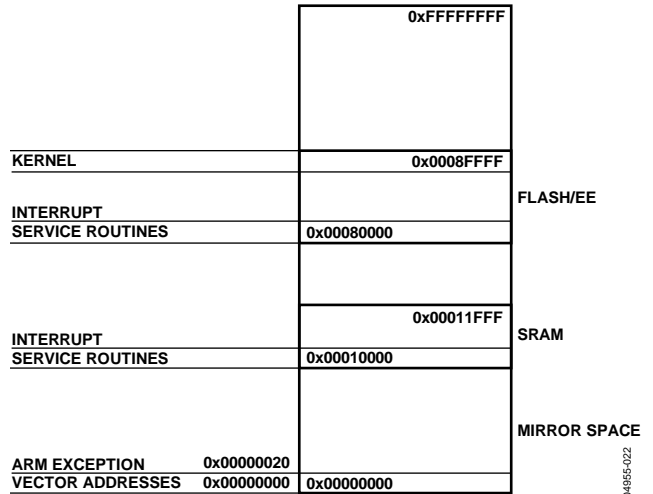 0xFFFFFFFF
KERNEL 0x0008FFFF
FLASH/EE
INTERRUPT
SERVICE ROUTINES 0x00080000
0x00011FFF
SRAM
INTERRUPT
SERVICE ROUTINES 0x00010000
MIRROR SPACE
ARM EXCEPTION 0x00000020
VECTOR ADDRESSES 0x00000000 0x00000000
04955-022